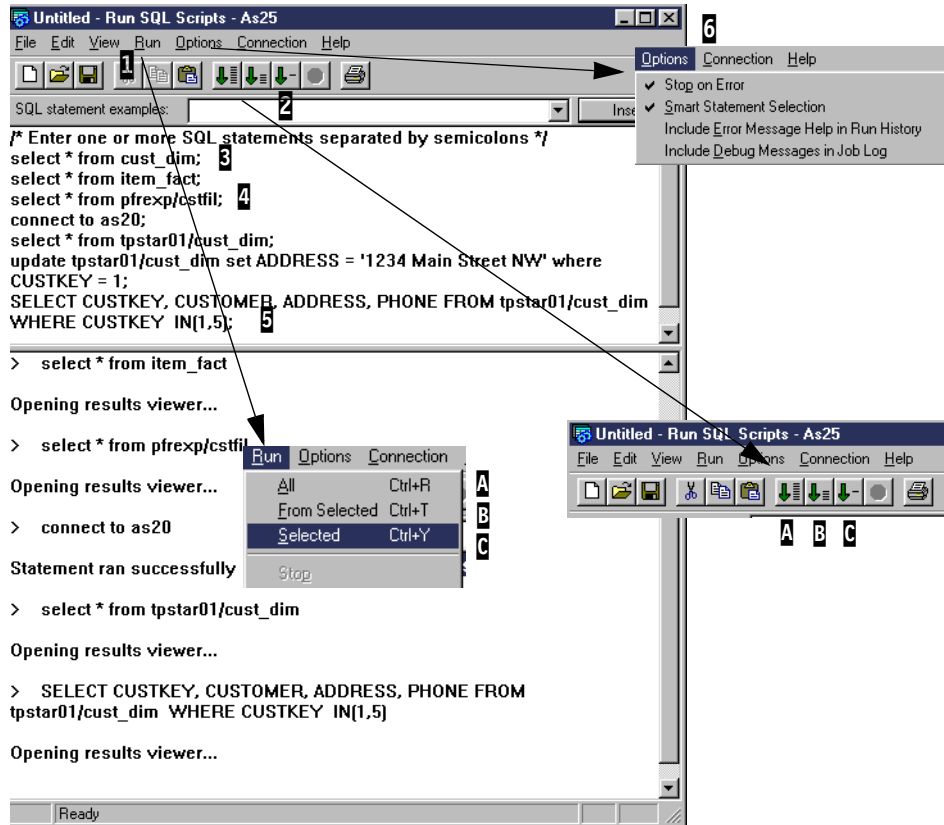 Untitled - Run SQL Scripts - As25
File Edit View Run Options Connection Help
1
SQL statement examples:
2
Inse
/* Enter one or more SQL statements separated by semicolons */
select * from cust_dim; 3
select * from item_fact;
select * from pfrexp/cstfil; 4
connect to as20;
select * from tpstar01/cust_dim;
update tpstar01/cust_dim set ADDRESS = '1234 Main Street NW' where
CUSTKEY = 1;
SELECT CUSTKEY, CUSTOMER, ADDRESS, PHONE FROM tpstar01/cust_dim
WHERE CUSTKEY IN(1,5); 5
6
Options Connection Help
Stop on Error
Smart Statement Selection
Include Error Message Help in Run History
Include Debug Messages in Job Log
> select * from item_fact
Opening results viewer...
> select * from pfrexp/cstfil
Opening results viewer...
> connect to as20
Statement ran successfully
> select * from tpstar01/cust_dim
Opening results viewer...
> SELECT CUSTKEY, CUSTOMER, ADDRESS, PHONE FROM
tpstar01/cust_dim WHERE CUSTKEY IN(1,5)
Opening results viewer...
Run Options Connection
All Ctrl+R A
From Selected Ctrl+T B
Selected Ctrl+Y C
Stop
Untitled - Run SQL Scripts - As25
File Edit View Run Options Connection Help
A B C
Ready